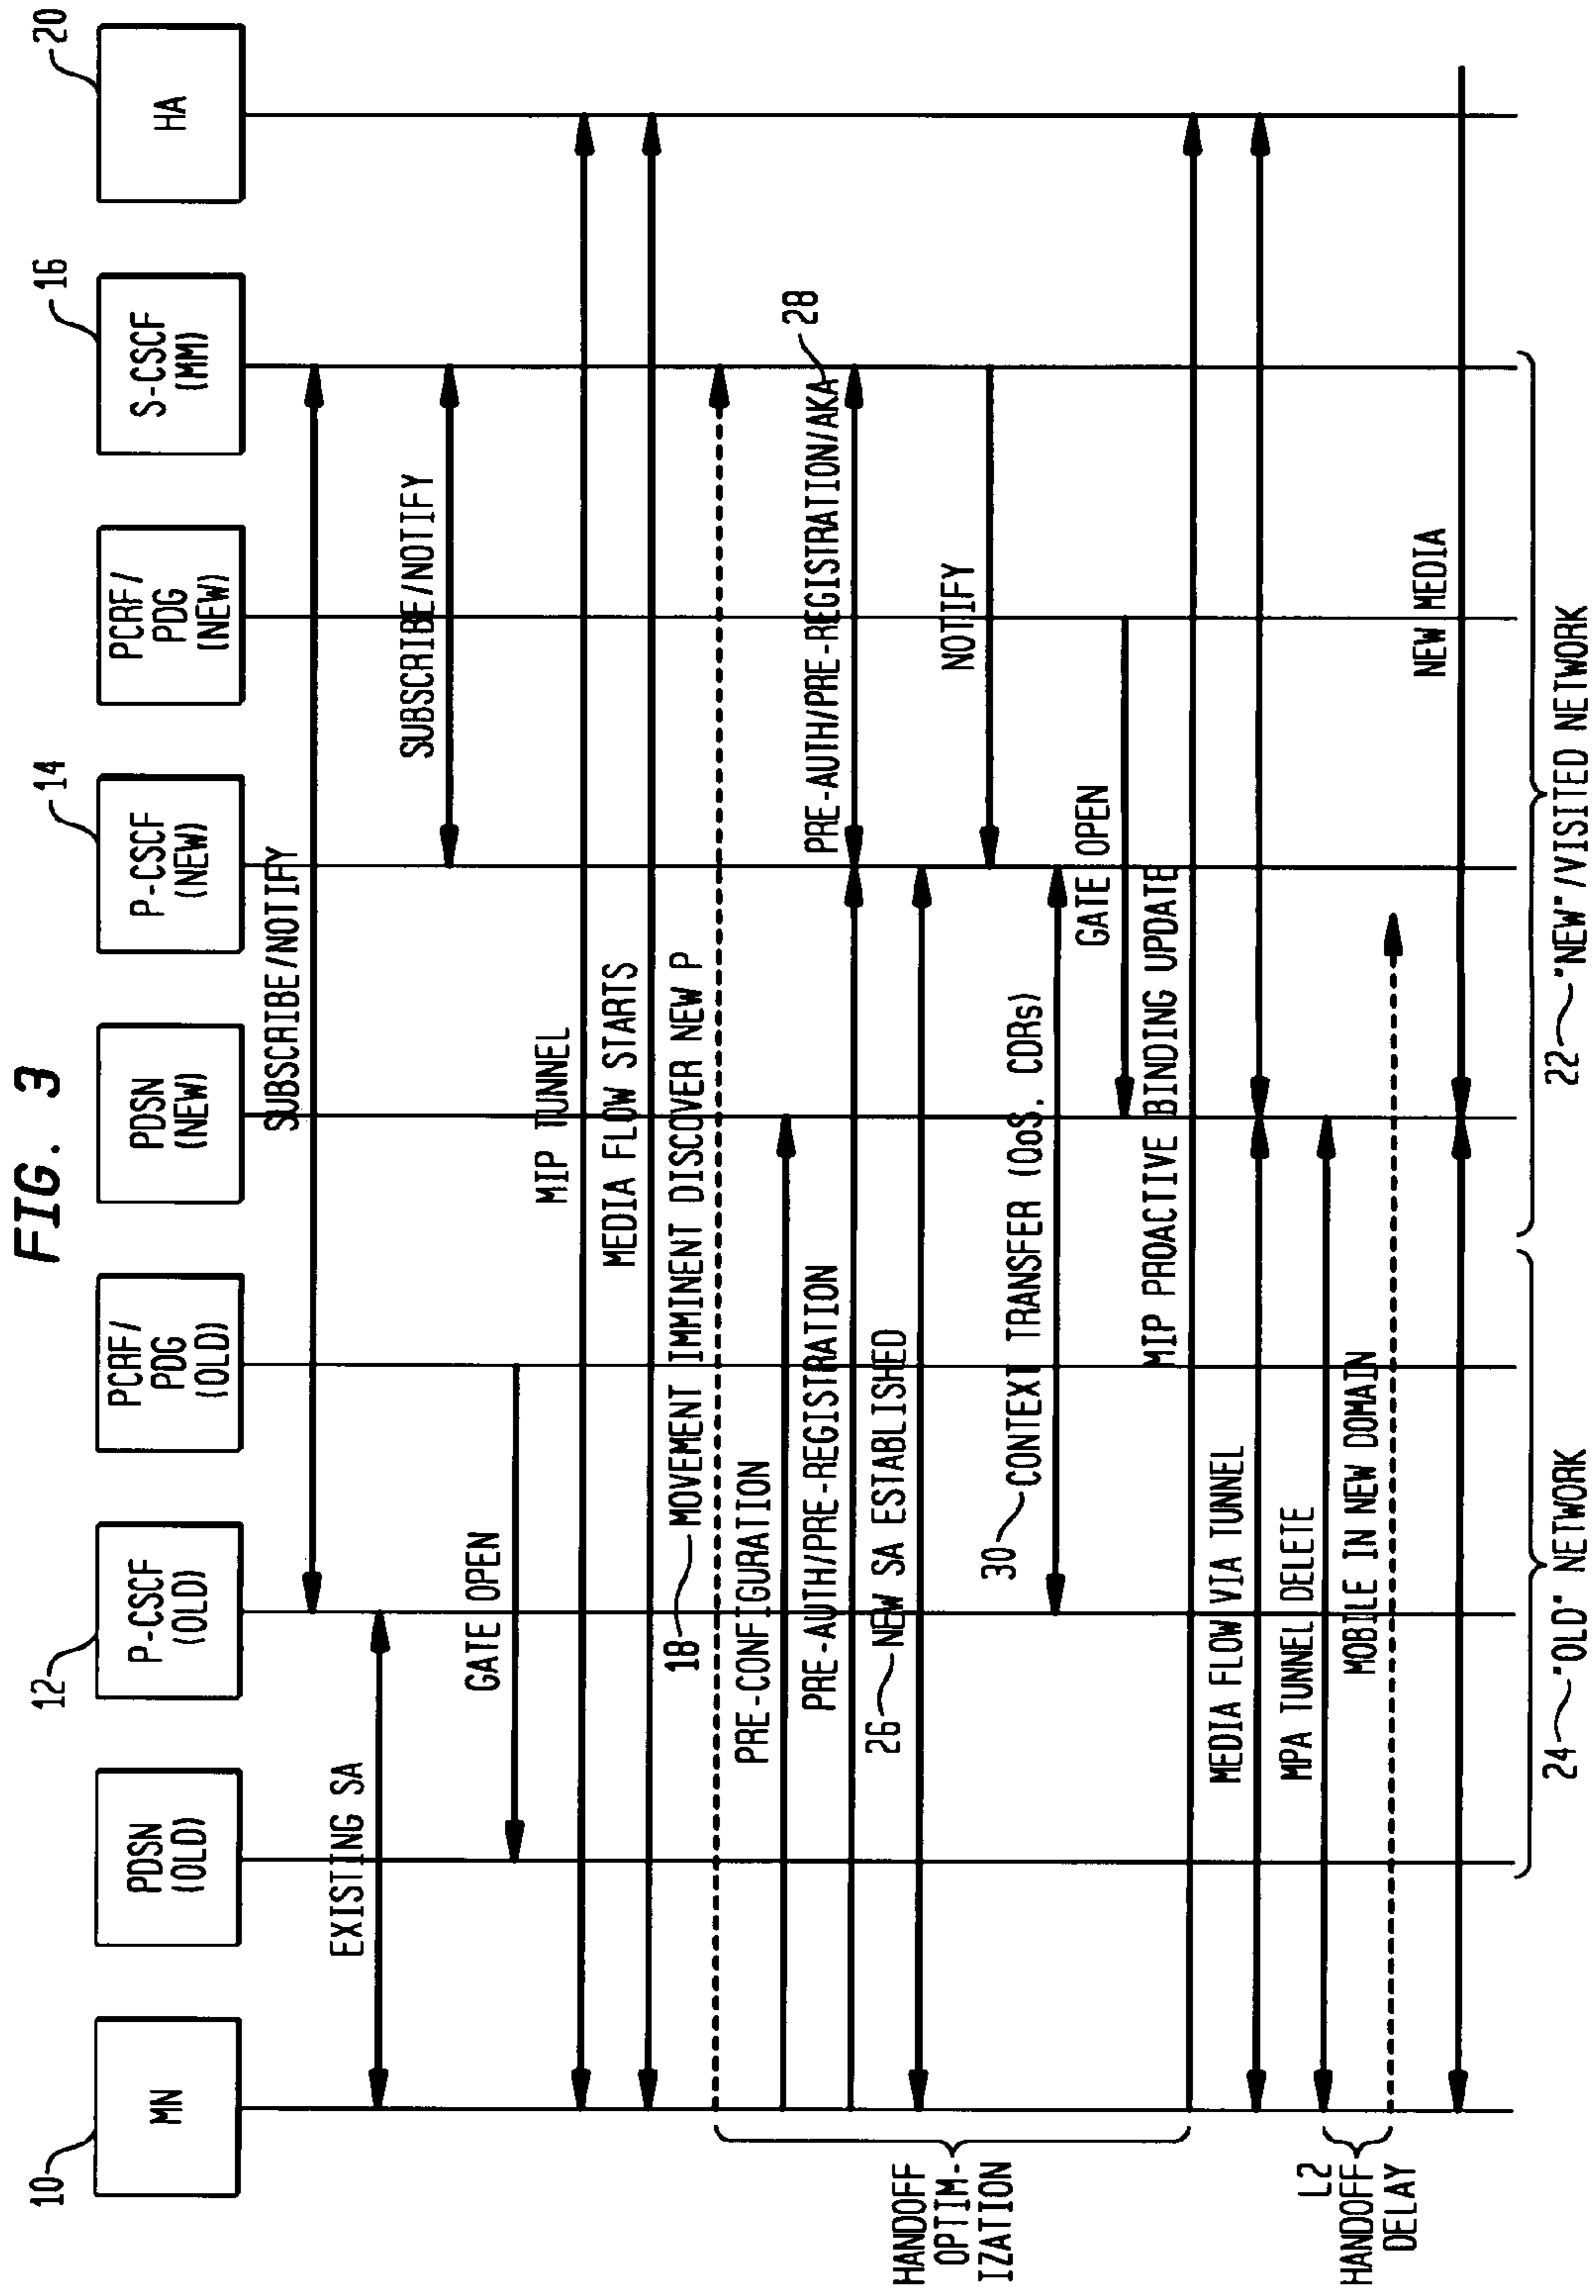 FIG. 3
10
MN
PDSN
(OLD)
12
P-CSCF
(OLD)
PCRF/
PDG
(OLD)
PDSN
(NEW)
14
P-CSCF
(NEW)
PCRF/
PDG
(NEW)
16
S-CSCF
(MM)
20
HA
SUBSCRIBE/NOTIFY
EXISTING SA
SUBSCRIBE/NOTIFY
GATE OPEN
MIP TUNNEL
MEDIA FLOW STARTS
18
MOVEMENT IMMINENT DISCOVER NEW P
PRE-CONFIGURATION
PRE-AUTH/PRE-REGISTRATION
PRE-AUTH/PRE-REGISTRATION/AKA
28
26
NEW SA ESTABLISHED
NOTIFY
30
CONTEXT TRANSFER (QoS, CDRs)
GATE OPEN
MIP PROACTIVE BINDING UPDATE
MEDIA FLOW VIA TUNNEL
MPA TUNNEL DELETE
MOBILE IN NEW DOMAIN
NEW MEDIA
HANDOFF
OPTIM-
IZATION
L2
HANDOFF
DELAY
24
"OLD" NETWORK
22
"NEW"/VISITED NETWORK